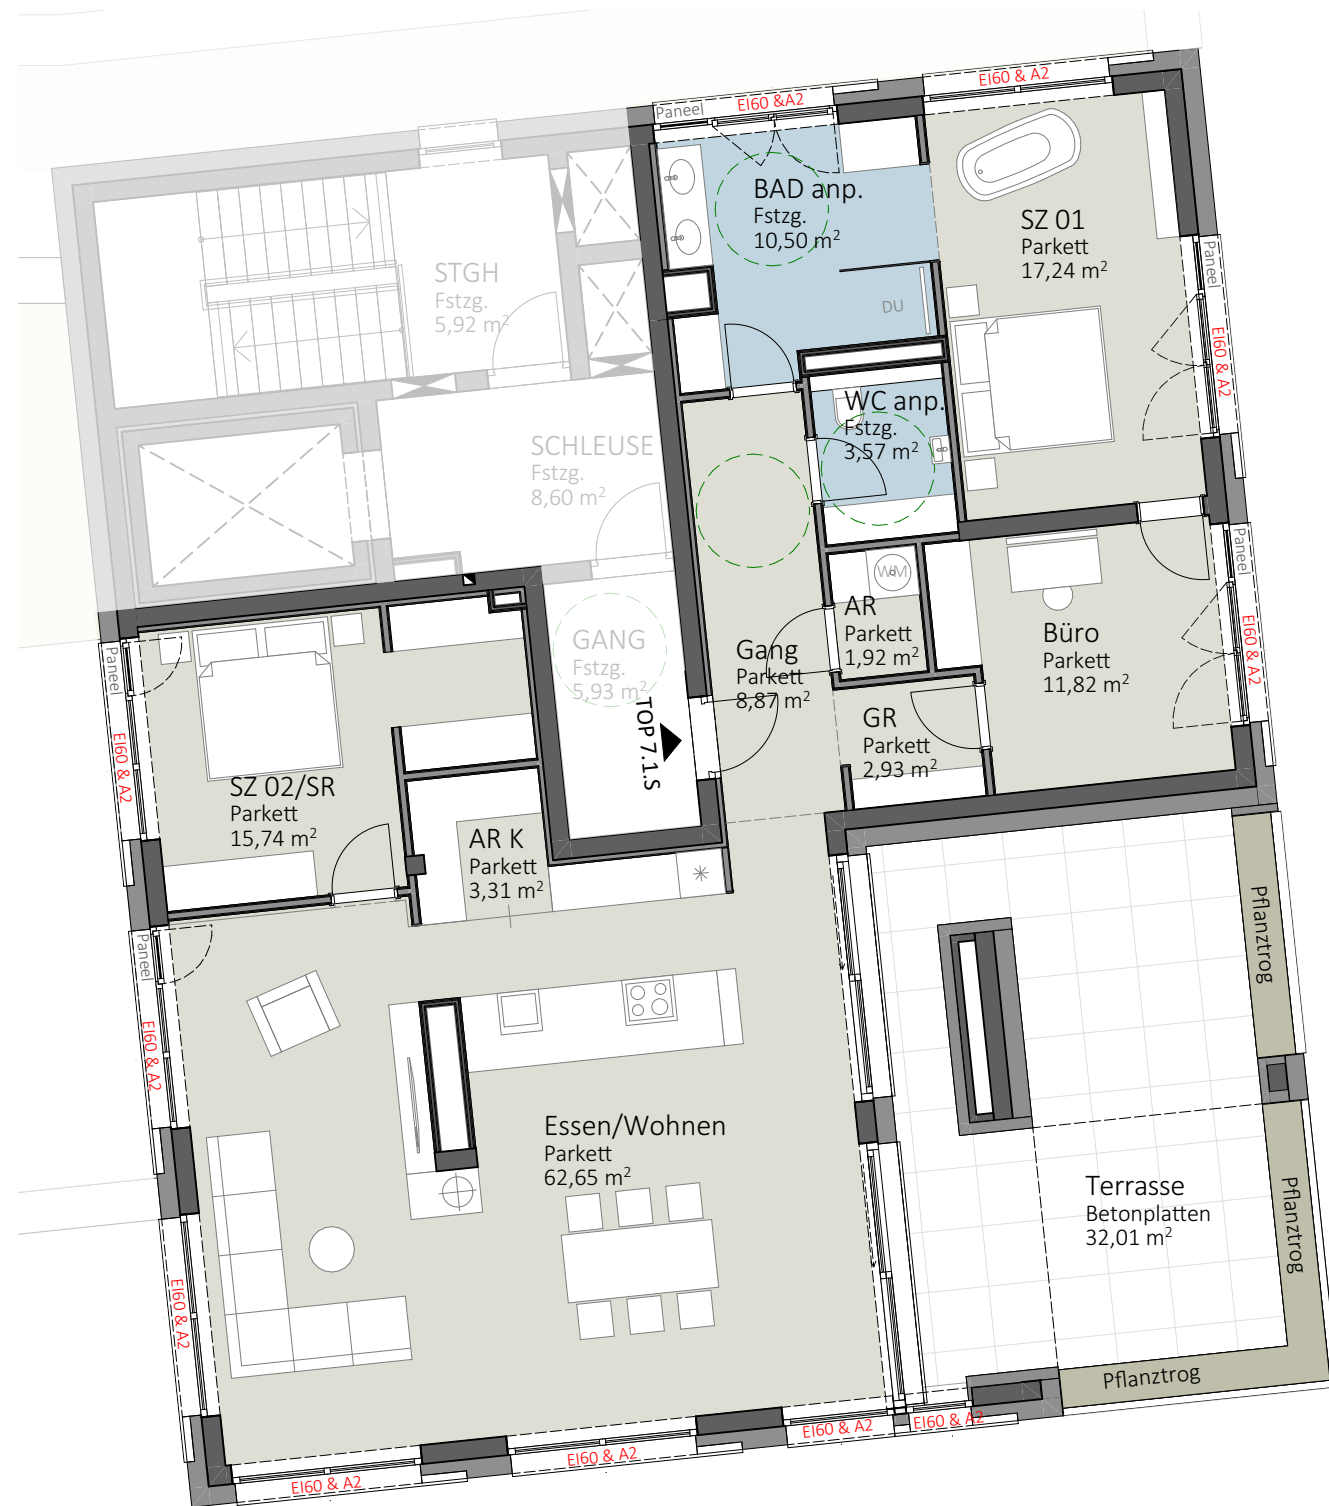 EI60 & A2
Paneel
EI60 &A2
BAD anp.
Fstzg.
10,50 m²
SZ 01
Parkett
17,24 m²
Paneel
EI60 & A2
STGH
Fstzg.
5,92 m²
DU
WC anp.
Fstzg.
3,57 m²
SCHLEUSE
Fstzg.
8,60 m²
Paneel
EI60 & A2
WM
AR
Parkett
1,92 m²
Büro
Parkett
11,82 m²
GANG
Fstzg.
5,93 m²
Gang
Parkett
8,87 m²
Paneel
EI60 & A2
TOP 7.1.S
GR
Parkett
2,93 m²
SZ 02/SR
Parkett
15,74 m²
AR K
Parkett
3,31 m²
Paneel
EI60 & A2
Pflanztrog
Essen/Wohnen
Parkett
62,65 m²
Terrasse
Betonplatten
32,01 m²
Pflanztrog
EI60 & A2
Pflanztrog
EI60 & A2
EI60 & A2
EI60 & A2
EI60 & A2